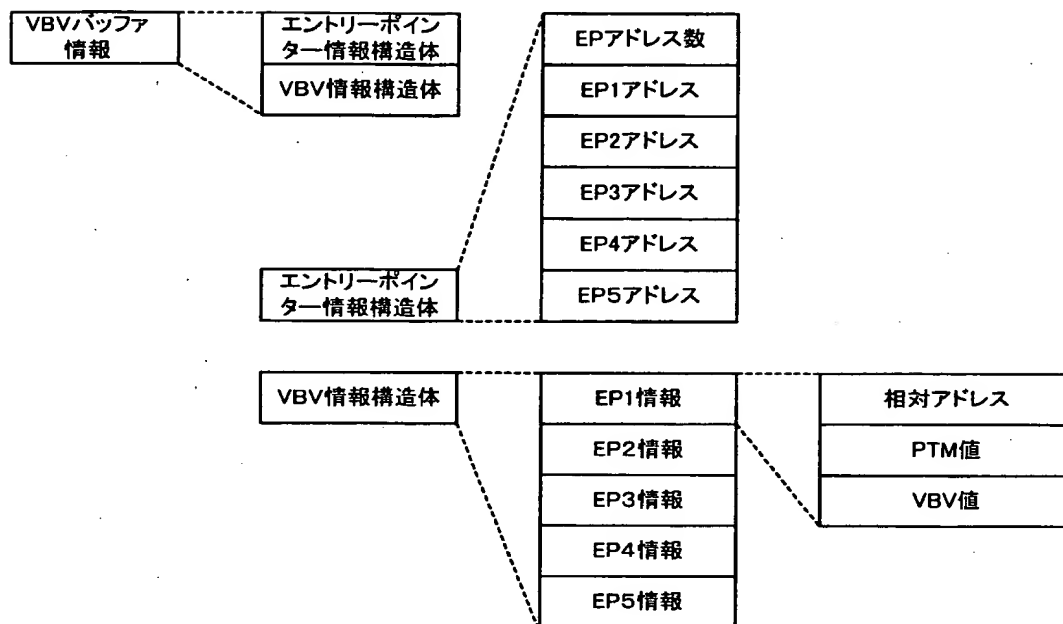 VBVバッファ
情報
エントリーポイン
ター情報構造体
VBV情報構造体
EPアドレス数
EP1アドレス
EP2アドレス
EP3アドレス
EP4アドレス
EP5アドレス
エントリーポイン
ター情報構造体
VBV情報構造体
EP1情報
EP2情報
EP3情報
EP4情報
EP5情報
相対アドレス
PTM値
VBV値